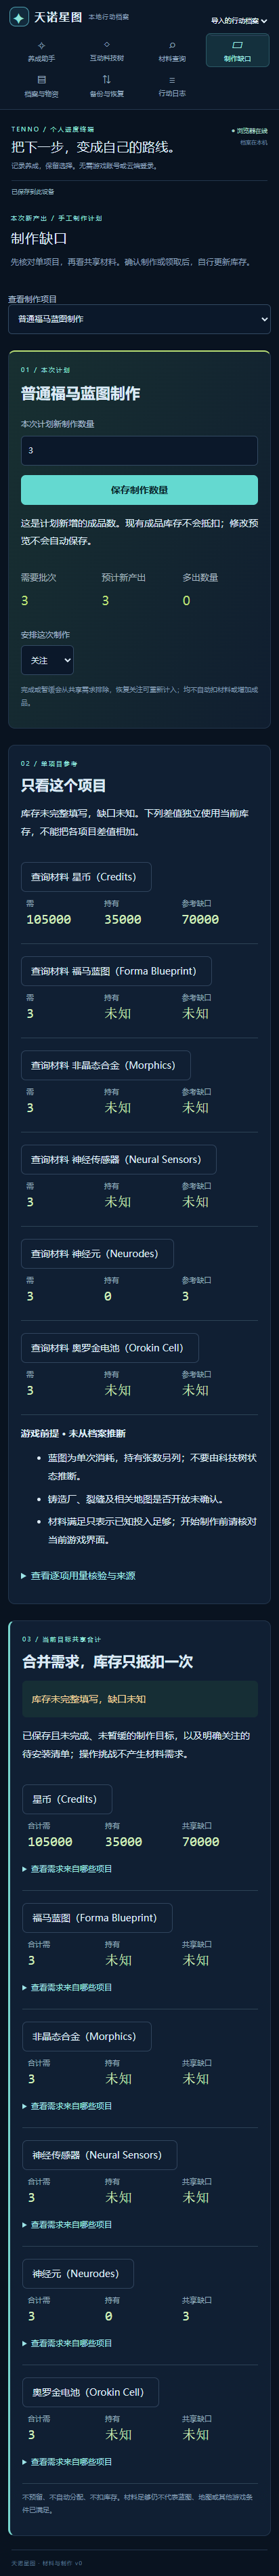 天诺星图 本地行动档案
导入的行动档案
养成助手
互动科技树
材料查询
制作缺口
档案与物资
备份与恢复
行动日志
TENNO / 个人进度终端
把下一步，变成自己的路线。
记录养成，保留选择。无需游戏账号或云端登录。
浏览器在线
档案在本机
已保存到此设备
本次新产出 / 手工制作计划
制作缺口
先核对单项目，再看共享材料。确认制作或领取后，自行更新库存。
查看制作项目
普通福马蓝图制作
01 / 本次计划
普通福马蓝图制作
本次计划新制作数量
3
保存制作数量
这是计划新增的成品数。现有成品库存不会抵扣；修改预
览不会自动保存。
需要批次 预计新产出 多出数量
3 3 0
安排这次制作
关注
完成或暂缓会从共享需求排除，恢复关注可重新计入；均不自动扣材料或增加成
品。
02 / 单项目参考
只看这个项目
库存未完整填写，缺口未知。下列差值独立使用当前库
存，不能把各项目差值相加。
查询材料 星币（Credits）
需 持有 参考缺口
105000 35000 70000
查询材料 福马蓝图（Forma Blueprint）
需 持有 参考缺口
3 未知 未知
查询材料 非晶态合金（Morphics）
需 持有 参考缺口
3 未知 未知
查询材料 神经传感器（Neural Sensors）
需 持有 参考缺口
3 未知 未知
查询材料 神经元（Neurodes）
需 持有 参考缺口
3 0 3
查询材料 奥罗金电池（Orokin Cell）
需 持有 参考缺口
3 未知 未知
游戏前提 • 未从档案推断
蓝图为单次消耗，持有张数另列；不要由科技树状
态推断。
铸造厂、裂缝及相关地图是否开放未确认。
材料满足只表示已知投入足够；开始制作前请核对
当前游戏界面。
查看逐项用量核验与来源
03 / 当前目标共享合计
合并需求，库存只抵扣一次
库存未完整填写，缺口未知
已保存且未完成、未暂缓的制作目标，以及明确关注的
待安装清单；操作挑战不产生材料需求。
星币（Credits）
合计需 持有 共享缺口
105000 35000 70000
查看需求来自哪些项目
福马蓝图（Forma Blueprint）
合计需 持有 共享缺口
3 未知 未知
查看需求来自哪些项目
非晶态合金（Morphics）
合计需 持有 共享缺口
3 未知 未知
查看需求来自哪些项目
神经传感器（Neural Sensors）
合计需 持有 共享缺口
3 未知 未知
查看需求来自哪些项目
神经元（Neurodes）
合计需 持有 共享缺口
3 0 3
查看需求来自哪些项目
奥罗金电池（Orokin Cell）
合计需 持有 共享缺口
3 未知 未知
查看需求来自哪些项目
不预留、不自动分配、不扣库存。材料足够仍不代表蓝图、地图或其他游戏条
件已满足。
天诺星图 · 材料与制作 v0